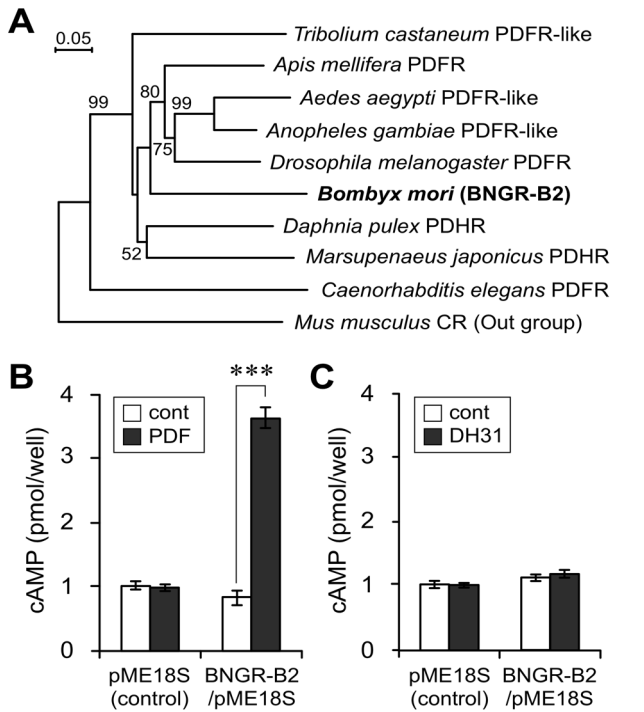 A
0.05
Tribolium castaneum PDFR-like
Apis mellifera PDFR
99
80
99
Aedes aegypti PDFR-like
Anopheles gambiae PDFR-like
75
Drosophila melanogaster PDFR
Bombyx mori (BNGR-B2)
Daphnia pulex PDHR
52
Marsupenaeus japonicus PDHR
Caenorhabditis elegans PDFR
Mus musculus CR (Out group)
B
***
cAMP (pmol/well)
4
3
2
1
0
cont
PDF
pME18S
(control)
BNGR-B2
/pME18S
C
cAMP (pmol/well)
4
3
2
1
0
cont
DH31
pME18S
(control)
BNGR-B2
/pME18S